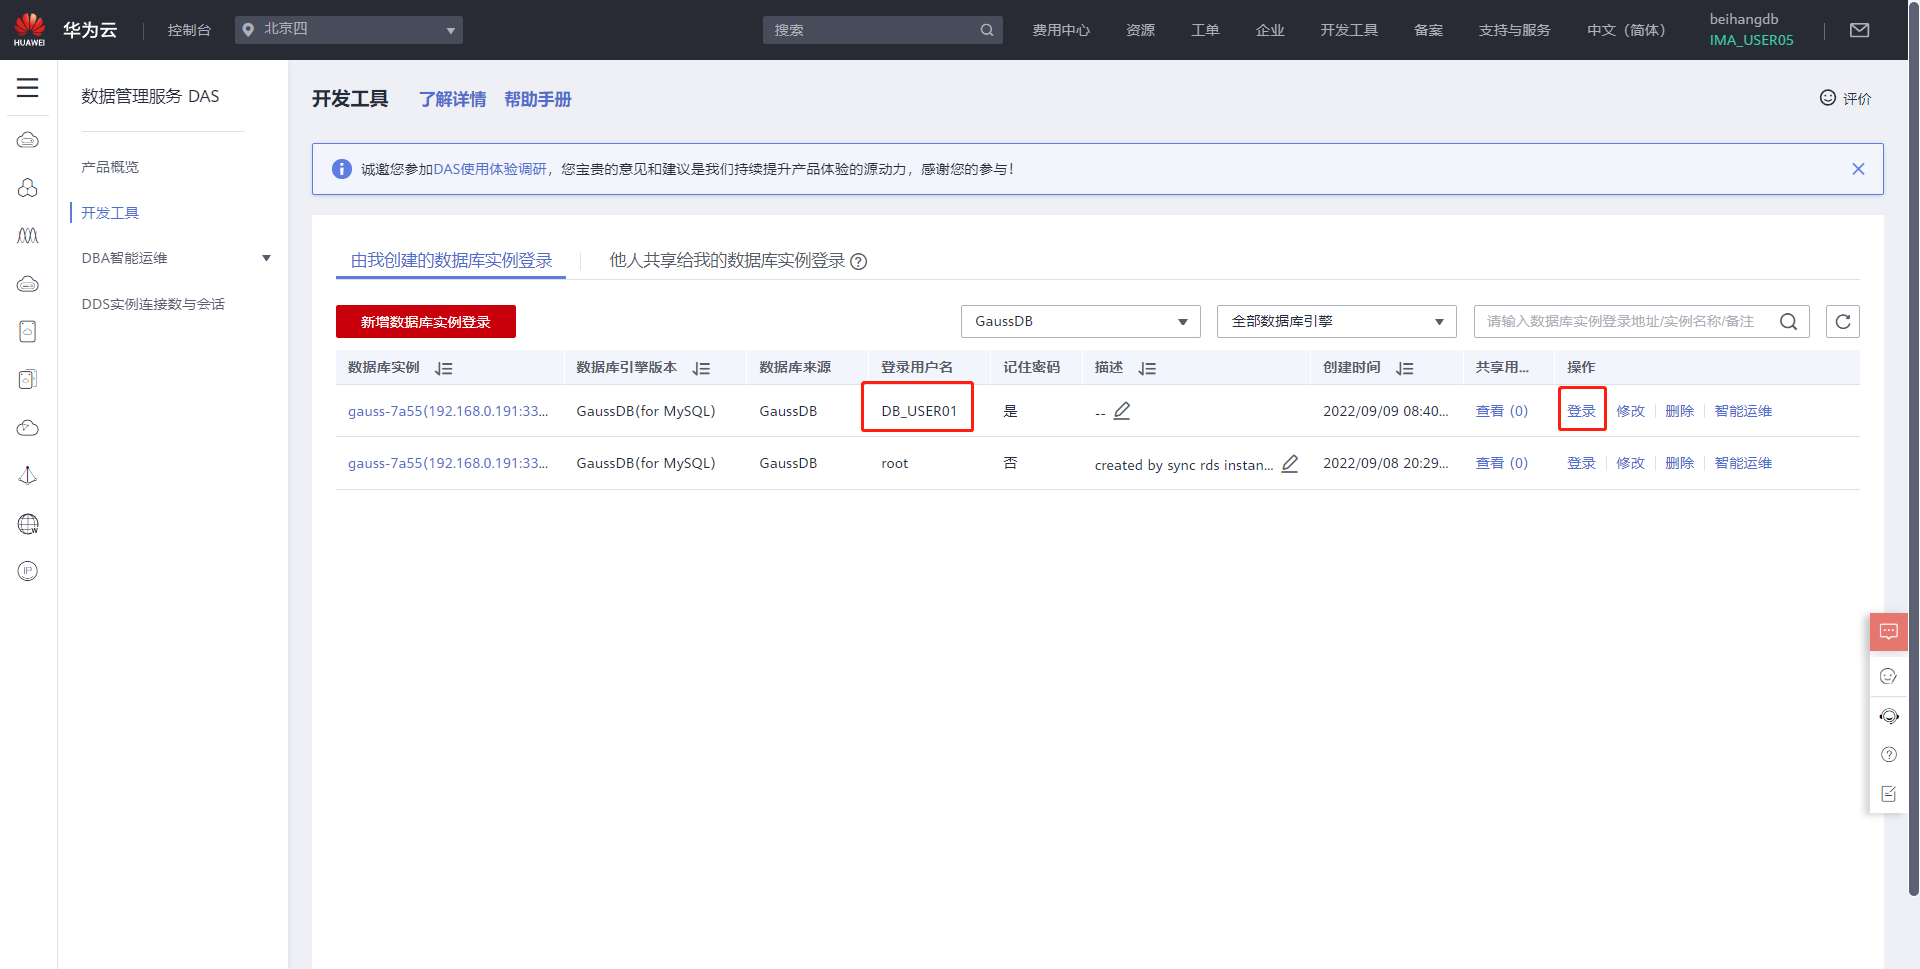 HUAWEI
华为云
控制台
北京四
搜索
费用中心
资源
工单
企业
开发工具
备案
支持与服务
中文（简体）
beihangdb
IMA_USER05
数据管理服务 DAS
产品概览
开发工具
DBA智能运维
DDS实例连接数与会话
IP
W
开发工具 了解详情 帮助手册
评价
诚邀您参加DAS使用体验调研，您宝贵的意见和建议是我们持续提升产品体验的源动力，感谢您的参与！
由我创建的数据库实例登录
他人共享给我的数据库实例登录
新增数据库实例登录
GaussDB
全部数据库引擎
请输入数据库实例登录地址/实例名称/备注
数据库实例 数据库引擎版本 数据库来源 登录用户名 记住密码 描述 创建时间 共享用... 操作
gauss-7a55(192.168.0.191:33... GaussDB(for MySQL) GaussDB DB_USER01 是 -- 2022/09/09 08:40... 查看 (0) 登录 修改 删除 智能运维
gauss-7a55(192.168.0.191:33... GaussDB(for MySQL) GaussDB root 否 created by sync rds instan... 2022/09/08 20:29... 查看 (0) 登录 修改 删除 智能运维